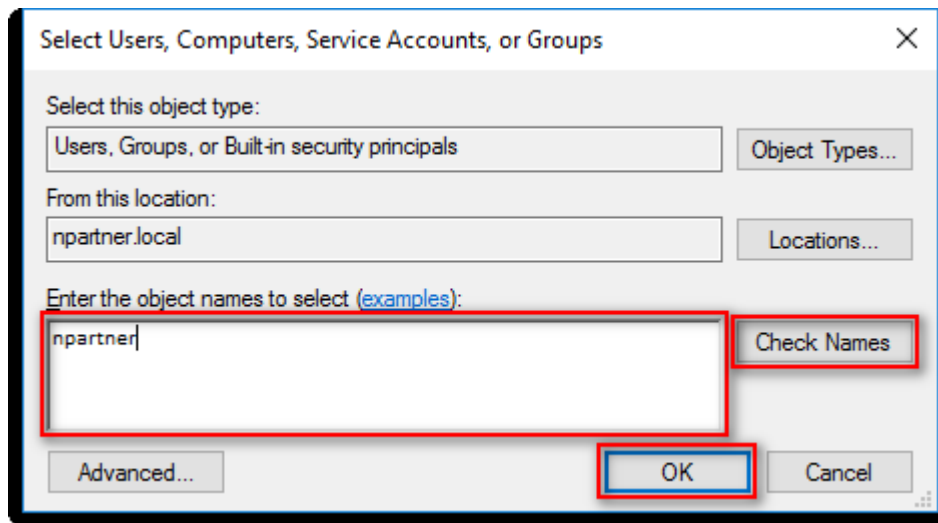 Select Users, Computers, Service Accounts, or Groups
Select this object type:
Users, Groups, or Built-in security principals
Object Types...
From this location:
npartner.local
Locations...
Enter the object names to select (examples):
npartner
Check Names
Advanced...
OK
Cancel